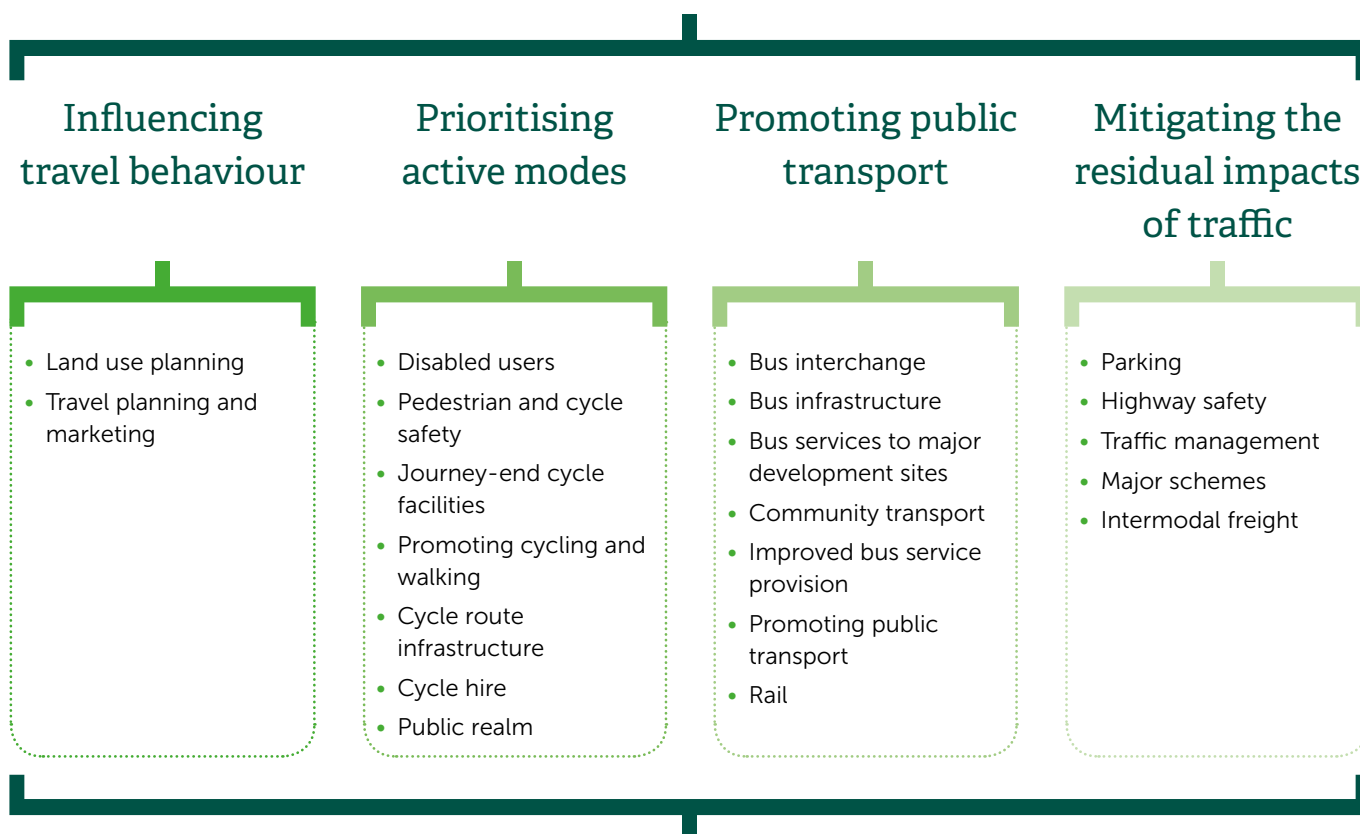 Influencing
travel behaviour
• Land use planning
• Travel planning and
marketing
Prioritising
active modes
• Disabled users
• Pedestrian and cycle
safety
• Journey-end cycle
facilities
• Promoting cycling and
walking
• Cycle route
infrastructure
• Cycle hire
• Public realm
Promoting public
transport
• Bus interchange
• Bus infrastructure
• Bus services to major
development sites
• Community transport
• Improved bus service
provision
• Promoting public
transport
• Rail
Mitigating the
residual impacts
of traffic
• Parking
• Highway safety
• Traffic management
• Major schemes
• Intermodal freight